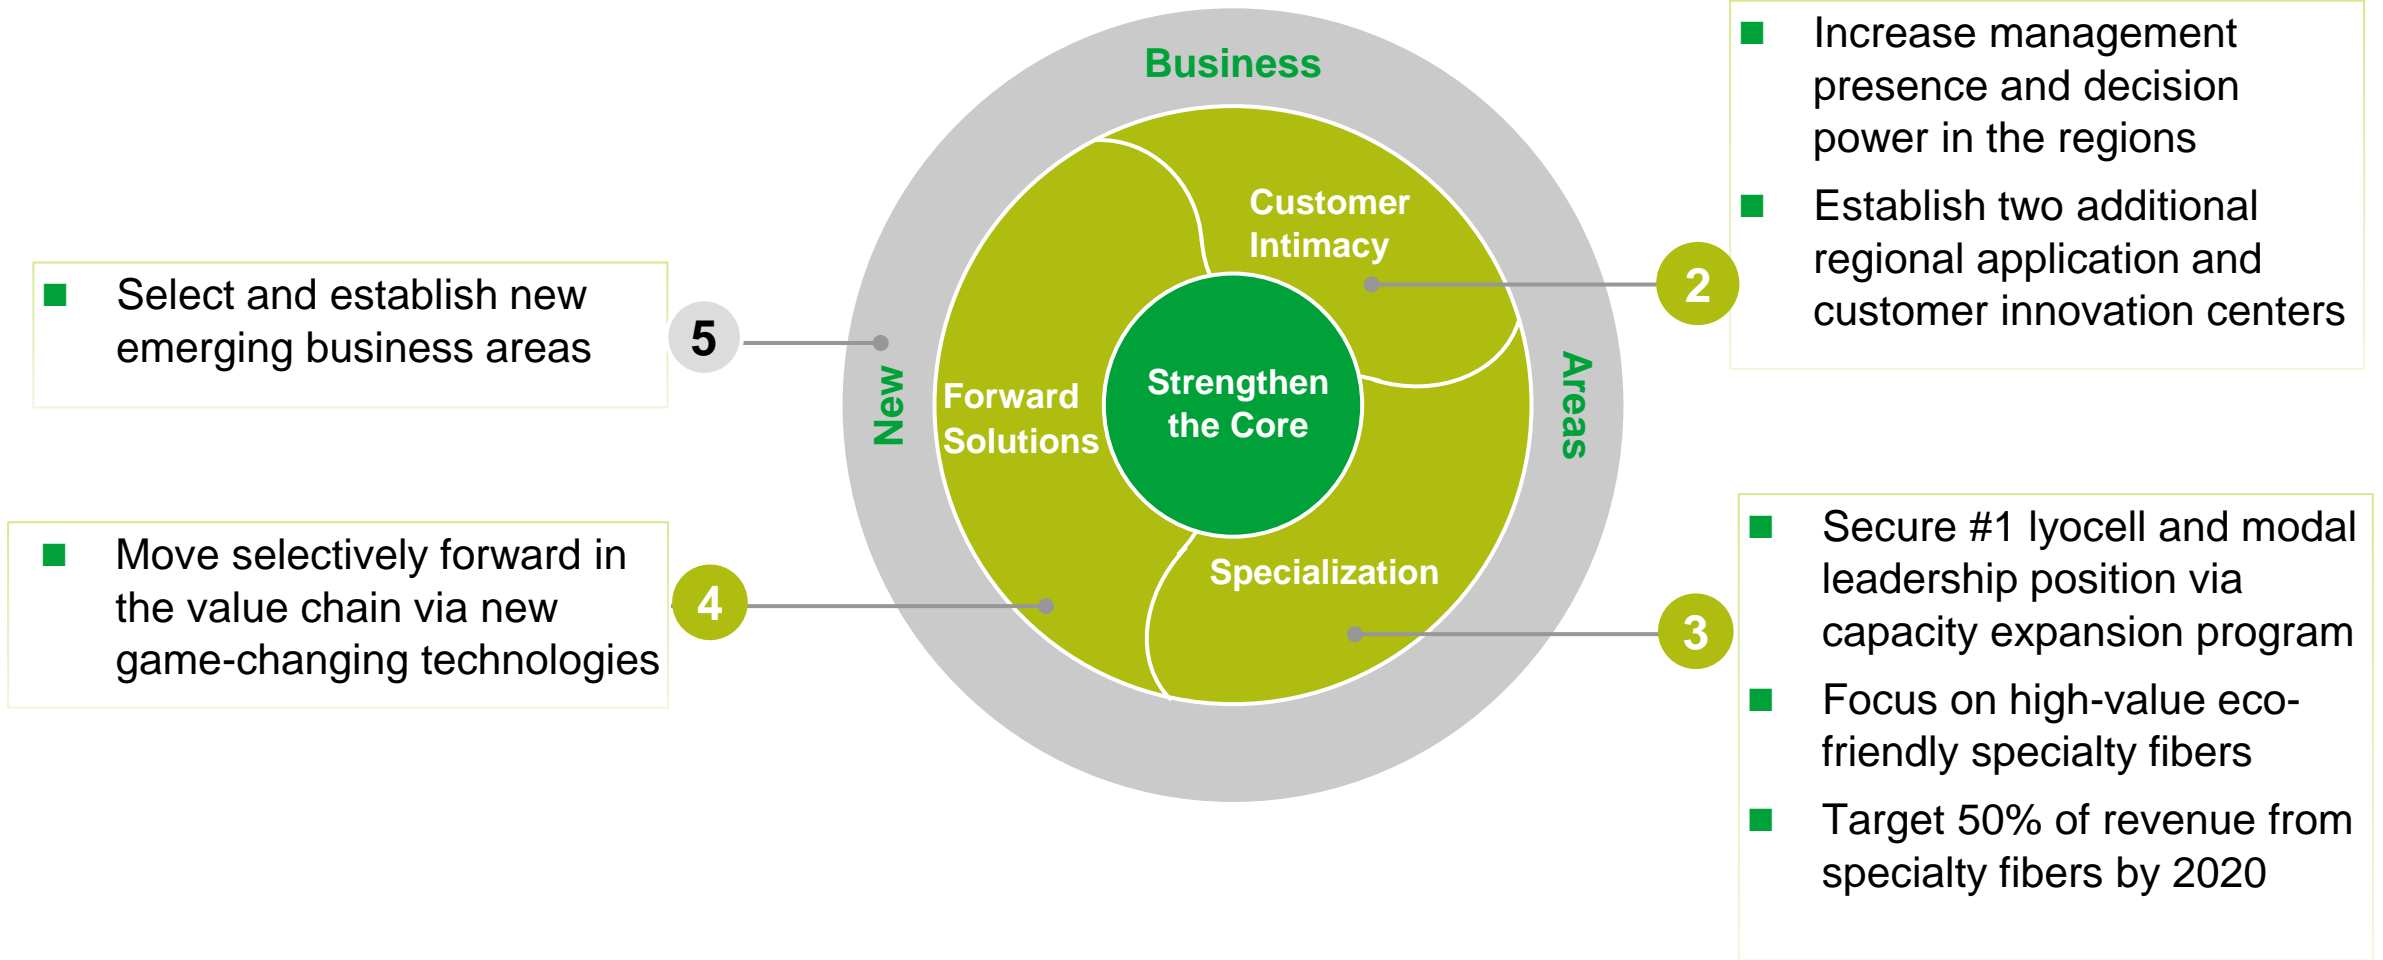 Business
New
Areas
Customer
Intimacy
Forward
Solutions
Strengthen
the Core
Specialization
2
Increase management
presence and decision
power in the regions
Establish two additional
regional application and
customer innovation centers
3
Secure #1 lyocell and modal
leadership position via
capacity expansion program
Focus on high-value eco-
friendly specialty fibers
Target 50% of revenue from
specialty fibers by 2020
4
Move selectively forward in
the value chain via new
game-changing technologies
5
Select and establish new
emerging business areas